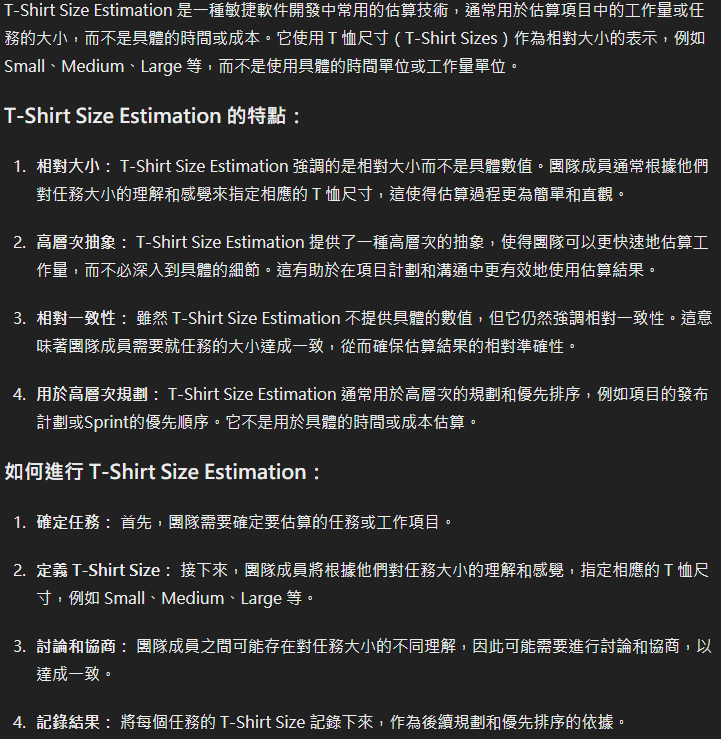 T-Shirt Size Estimation 是一種敏捷軟件開發中常用的估算技術，通常用於估算項目中的工作量或任
務的大小，而不是具體的時間或成本。它使用 T 恤尺寸（T-Shirt Sizes）作為相對大小的表示，例如
Small、Medium、Large 等，而不是使用具體的時間單位或工作量單位。
T-Shirt Size Estimation 的特點：
1. 相對大小： T-Shirt Size Estimation 強調的是相對大小而不是具體數值。團隊成員通常根據他們
對任務大小的理解和感覺來指定相應的 T 恤尺寸，這使得估算過程更為簡單和直觀。
2. 高層次抽象： T-Shirt Size Estimation 提供了一種高層次的抽象，使得團隊可以更快速地估算工
作量，而不必深入到具體的細節。這有助於在項目計劃和溝通中更有效地使用估算結果。
3. 相對一致性： 雖然 T-Shirt Size Estimation 不提供具體的數值，但它仍然強調相對一致性。這意
味著團隊成員需要就任務的大小達成一致，從而確保估算結果的相對準確性。
4. 用於高層次規劃： T-Shirt Size Estimation 通常用於高層次的規劃和優先排序，例如項目的發布
計劃或Sprint的優先順序。它不是用於具體的時間或成本估算。
如何進行 T-Shirt Size Estimation：
1. 確定任務： 首先，團隊需要確定要估算的任務或工作項目。
2. 定義 T-Shirt Size： 接下來，團隊成員將根據他們對任務大小的理解和感覺，指定相應的 T 恤尺
寸，例如 Small、Medium、Large 等。
3. 討論和協商： 團隊成員之間可能存在對任務大小的不同理解，因此可能需要進行討論和協商，以
達成一致。
4. 記錄結果： 將每個任務的 T-Shirt Size 記錄下來，作為後續規劃和優先排序的依據。